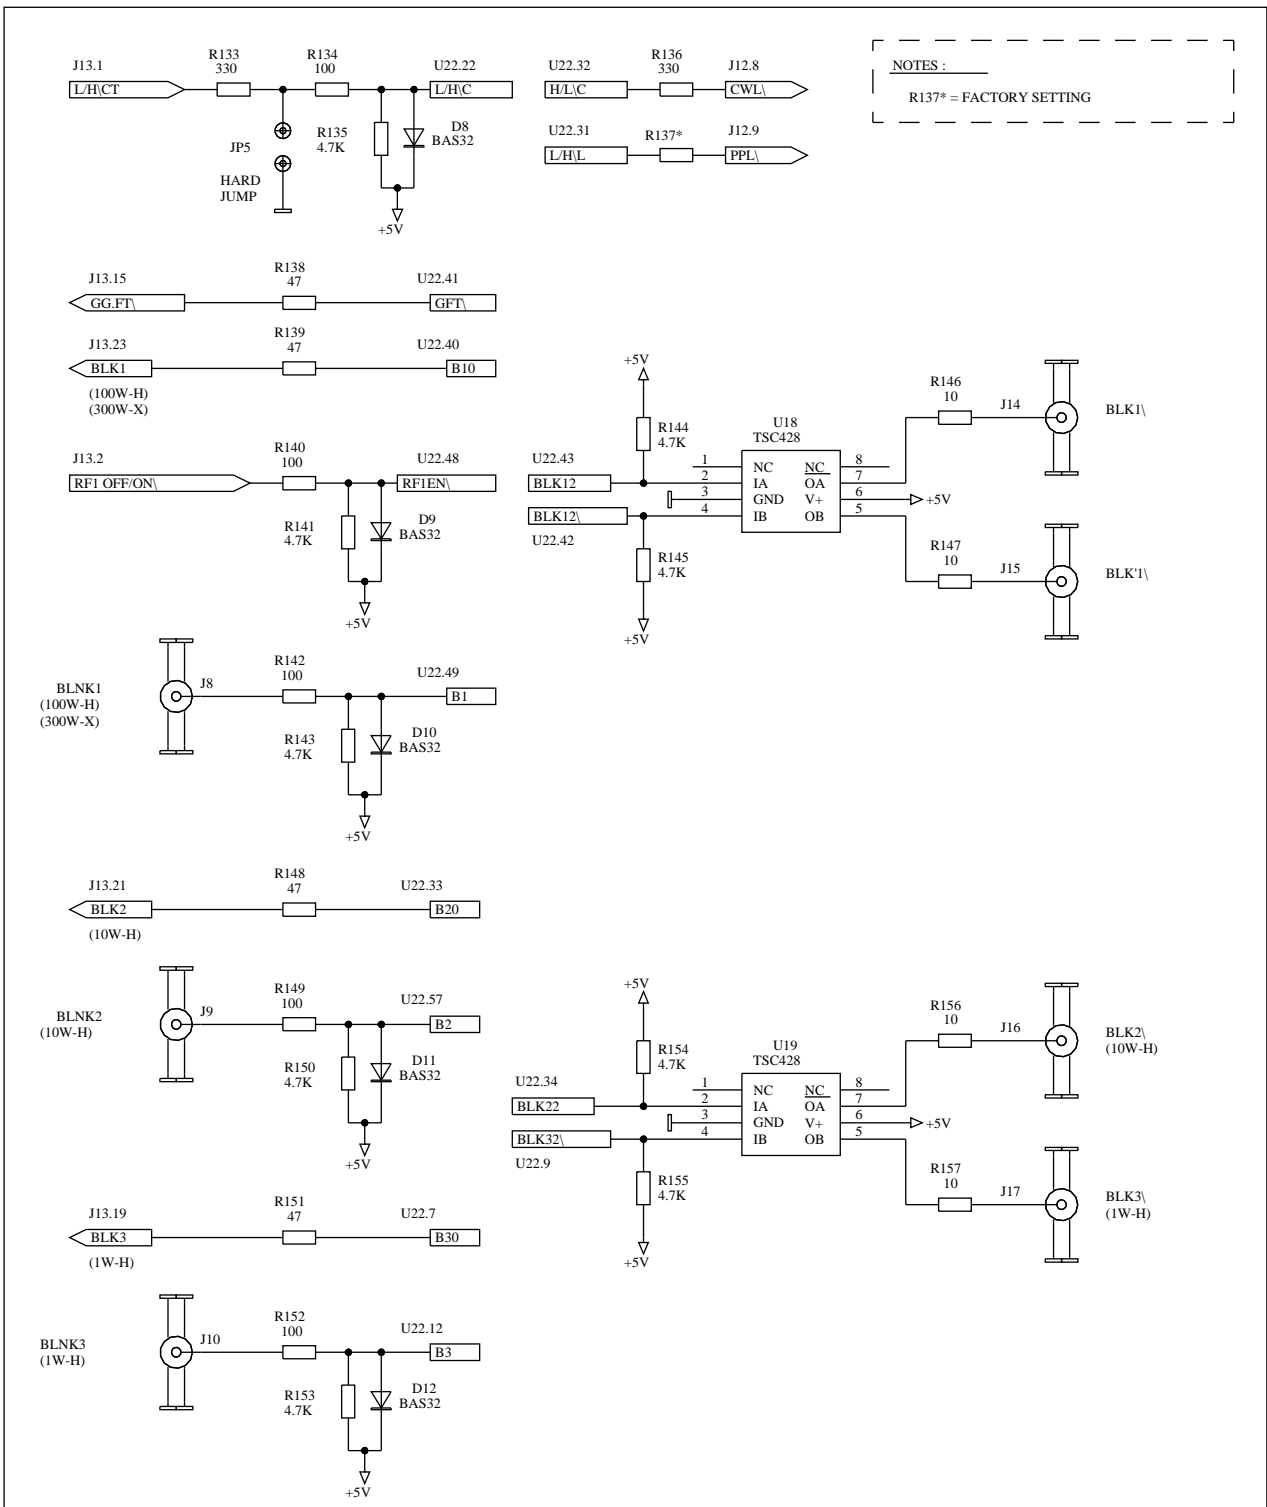 J13.1
R133
330
R134
100
U22.22
L/H\CT
L/H\C
JP5
HARD
JUMP
R135
4.7K
D8
BAS32
+5V
U22.32
R136
330
J12.8
H/L\C
CWL\
U22.31
R137*
J12.9
L/H\L
PPL\
NOTES :
R137* = FACTORY SETTING
J13.15
R138
47
U22.41
GG.FT\
GFT\
J13.23
R139
47
U22.40
BLK1
B10
(100W-H)
(300W-X)
J13.2
R140
100
U22.48
RF1 OFF/ON\
RF1EN\
R141
4.7K
D9
BAS32
+5V
+5V
R144
4.7K
U18
TSC428
U22.43
BLK12
BLK12\
U22.42
R145
4.7K
+5V
1
2
3
4
NC
IA
GND
IB
NC
OA
V+
OB
8
7
6
5
+5V
R146
10
J14
BLK1\
R147
10
J15
BLK'1\
BLNK1
(100W-H)
(300W-X)
J8
R142
100
U22.49
B1
R143
4.7K
D10
BAS32
+5V
J13.21
R148
47
U22.33
BLK2
B20
(10W-H)
BLNK2
(10W-H)
J9
R149
100
U22.57
B2
R150
4.7K
D11
BAS32
+5V
+5V
R154
4.7K
U19
TSC428
U22.34
BLK22
BLK32\
U22.9
R155
4.7K
+5V
1
2
3
4
NC
IA
GND
IB
NC
OA
V+
OB
8
7
6
5
+5V
R156
10
J16
BLK2\
(10W-H)
R157
10
J17
BLK3\
(1W-H)
J13.19
R151
47
U22.7
BLK3
B30
(1W-H)
BLNK3
(1W-H)
J10
R152
100
U22.12
B3
R153
4.7K
D12
BAS32
+5V